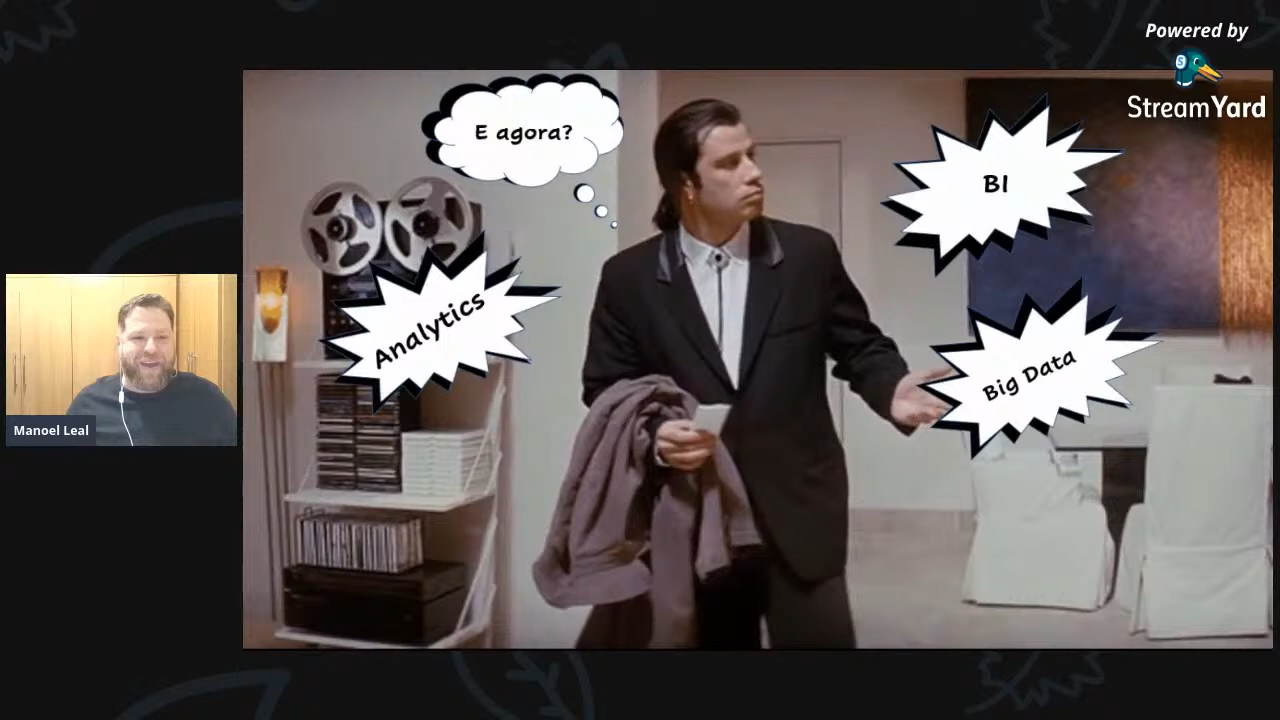 Powered by
StreamYard
E agora?
BI
Analytics
Big Data
Manoel Leal